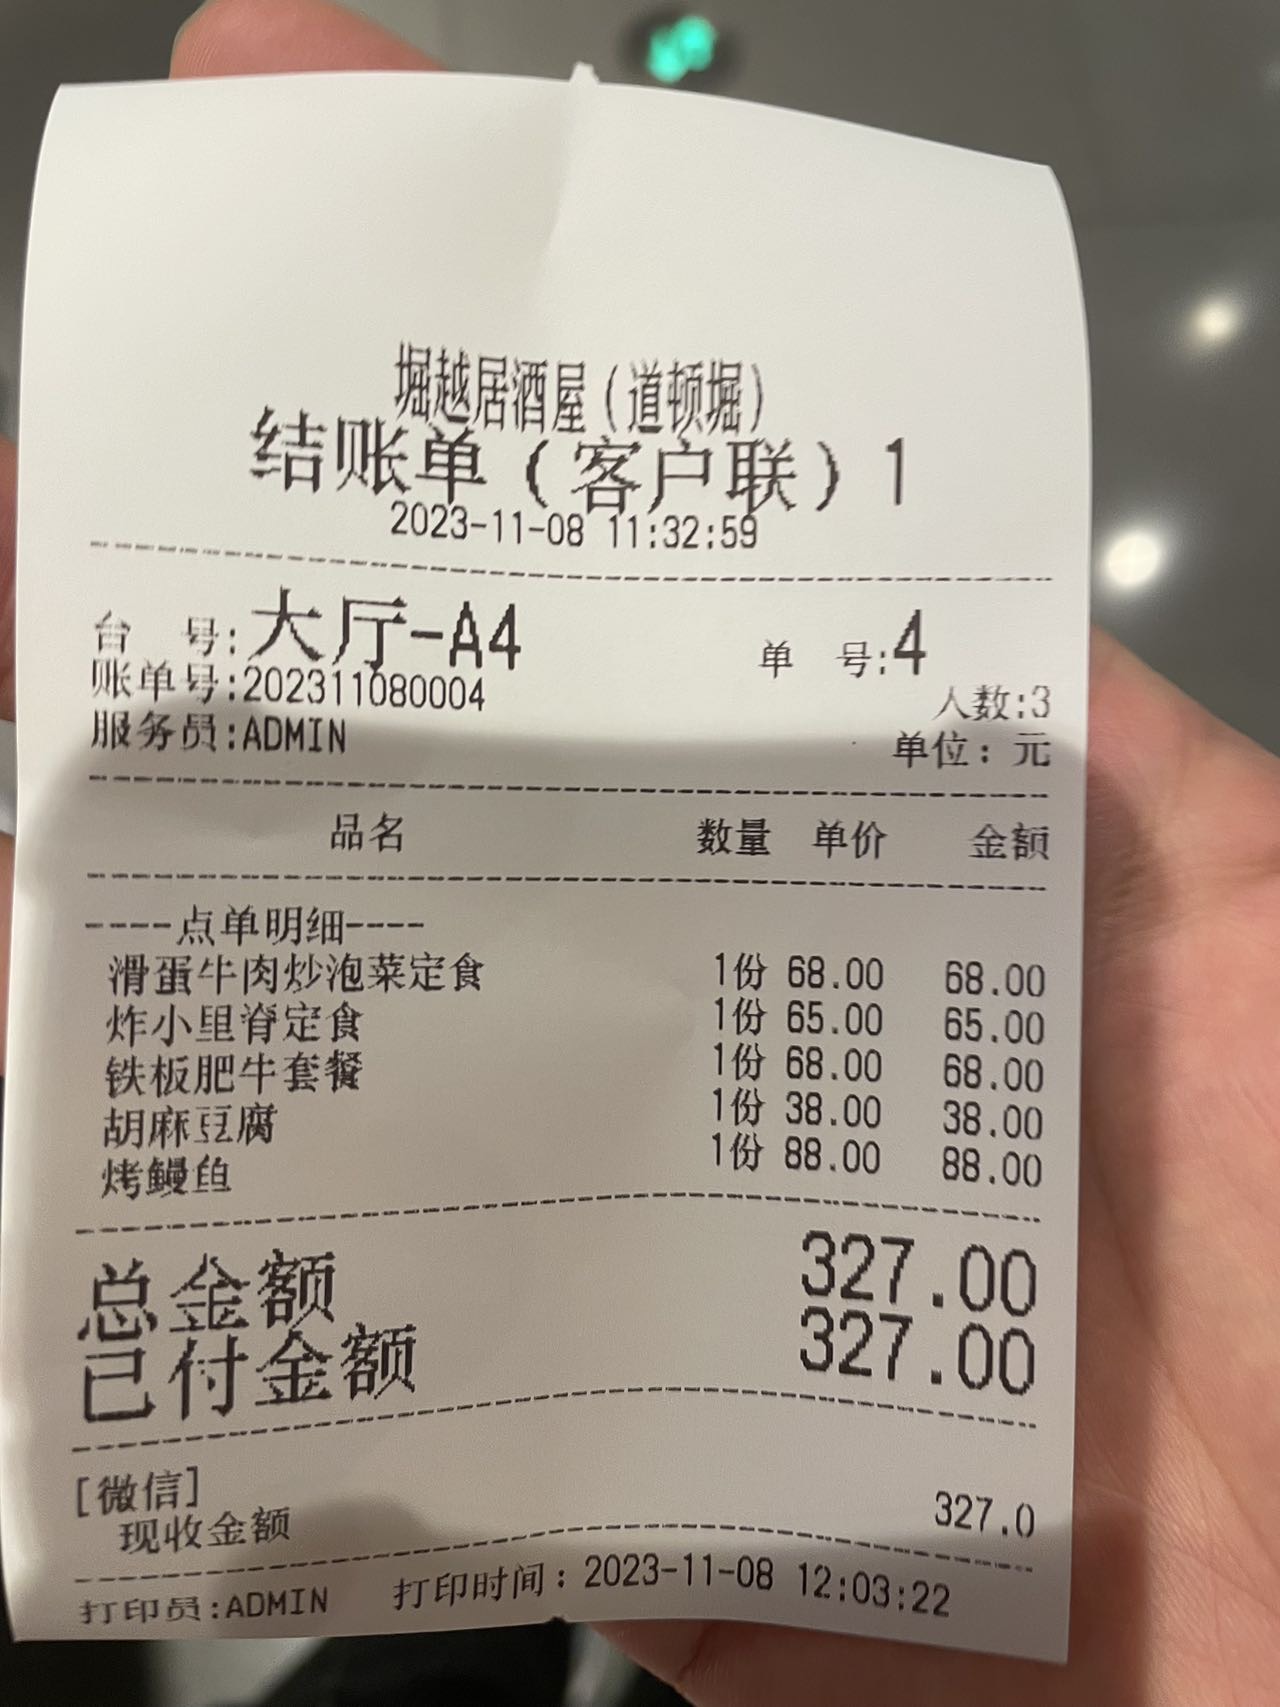 堀越居酒屋（道顿堀）
结账单（客户联）1
2023-11-08 11:32:59
台 号:大厅-A4 单 号:4
账单号:202311080004 人数:3
服务员:ADMIN 单位：元
品名 数量 单价 金额
----点单明细----
滑蛋牛肉炒泡菜定食 1份 68.00 68.00
炸小里脊定食 1份 65.00 65.00
铁板肥牛套餐 1份 68.00 68.00
胡麻豆腐 1份 38.00 38.00
烤鳗鱼 1份 88.00 88.00
总金额 327.00
已付金额 327.00
[微信]
现收金额 327.0
打印员:ADMIN 打印时间：2023-11-08 12:03:22